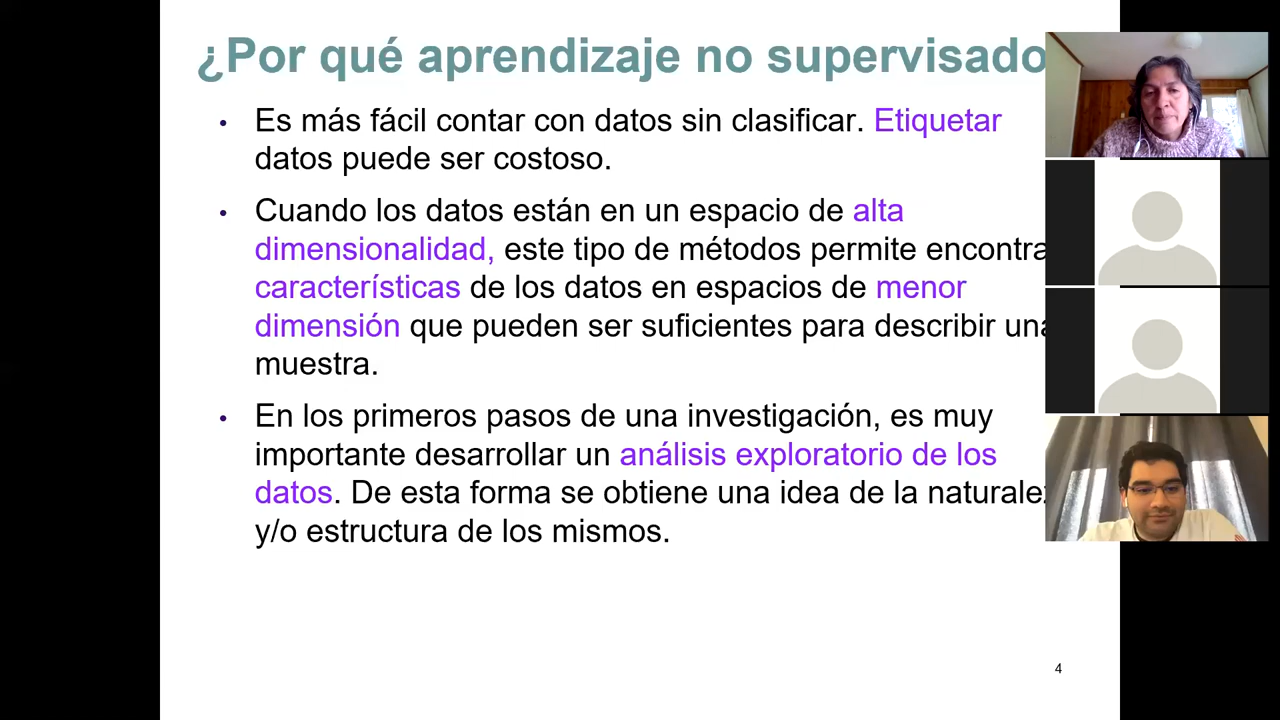 ¿Por qué aprendizaje no supervisado
• Es más fácil contar con datos sin clasificar. Etiquetar
datos puede ser costoso.
• Cuando los datos están en un espacio de alta
dimensionalidad, este tipo de métodos permite encontra
características de los datos en espacios de menor
dimensión que pueden ser suficientes para describir una
muestra.
• En los primeros pasos de una investigación, es muy
importante desarrollar un análisis exploratorio de los
datos. De esta forma se obtiene una idea de la naturalez
y/o estructura de los mismos.
4